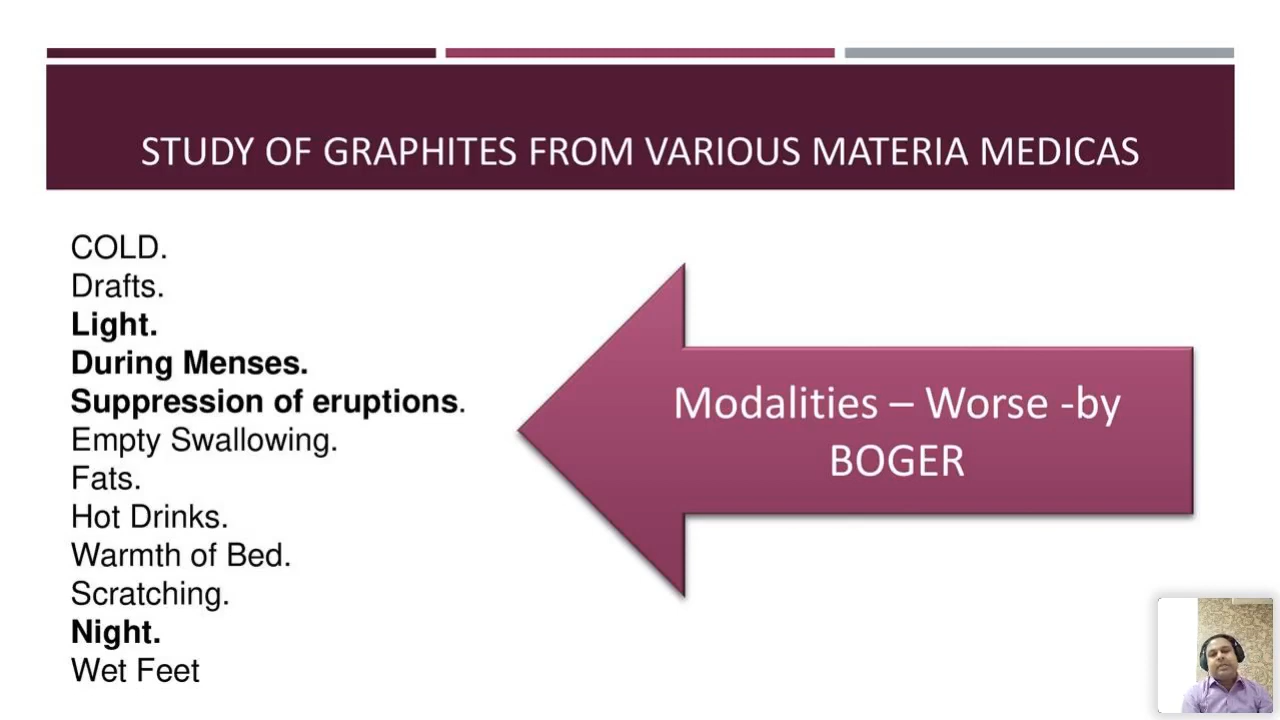 STUDY OF GRAPHITES FROM VARIOUS MATERIA MEDICAS
COLD.
Drafts.
Light.
During Menses.
Suppression of eruptions.
Empty Swallowing.
Fats.
Hot Drinks.
Warmth of Bed.
Scratching.
Night.
Wet Feet
Modalities – Worse -by
BOGER